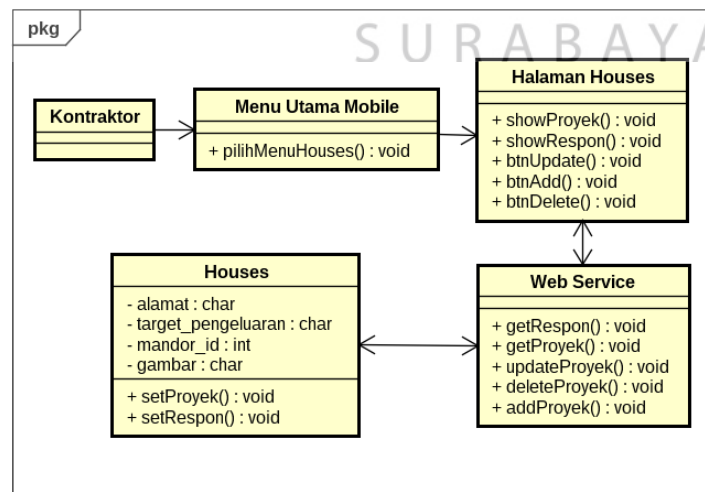 pkg
SURABAYA
Kontraktor
Menu Utama Mobile
+ pilihMenuHouses() : void
Halaman Houses
+ showProyek() : void
+ showRespon() : void
+ btnUpdate() : void
+ btnAdd() : void
+ btnDelete() : void
Houses
- alamat : char
- target_pengeluaran : char
- mandor_id : int
- gambar : char
+ setProyek() : void
+ setRespon() : void
Web Service
+ getRespon() : void
+ getProyek() : void
+ updateProyek() : void
+ deleteProyek() : void
+ addProyek() : void